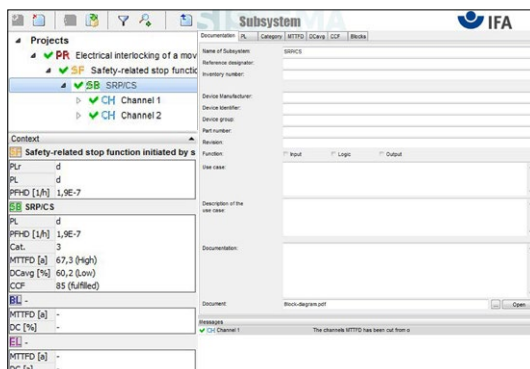 SISTEMA
Subsystem
IFA
Projects
PR Electrical interlocking of a mov
SF Safety-related stop functic
SB SRP/CS
CH Channel 1
CH Channel 2
Context
SF Safety-related stop function initiated by s
PLr d
PL d
PFHD [1/h] 1,9E-7
SB SRP/CS
PL d
PFHD [1/h] 1,9E-7
Cat. 3
MTTFD [a] 67,3 (High)
DCavg [%] 60,2 (Low)
CCF 85 (fulfilled)
BL -
MTTFD [a] -
DC [%] -
EL -
MTTFD [a] -
Documentation PL Category MTTFD DCavg CCF Blocks
Name of Subsystem: SRP/CS
Reference designator:
Inventory number:
Device Manufacturer:
Device Identifier:
Device group:
Part number:
Revision:
Function: Input Logic Output
Use case:
Description of the
use case:
Documentation:
Document: Block-diagram.pdf ... Open
Messages
CH Channel 1 The channels MTTFD has been cut from o